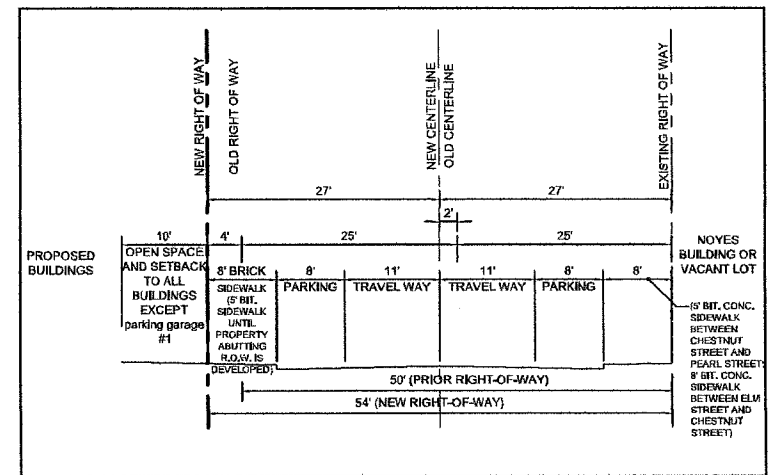 NEW RIGHT OF WAY
OLD RIGHT OF WAY
NEW CENTERLINE
OLD CENTERLINE
EXISTING RIGHT OF WAY
27'
27'
2'
10'
4'
25'
25'
PROPOSED
BUILDINGS
OPEN SPACE
AND SETBACK
TO ALL
BUILDINGS
EXCEPT
parking garage
#1
8' BRICK
SIDEWALK
(5' BIT.
SIDEWALK
UNTIL
PROPERTY
ABUTTING
R.O.W. IS
DEVELOPED)
8'
PARKING
11'
TRAVEL WAY
11'
TRAVEL WAY
8'
PARKING
8'
NOYES
BUILDING OR
VACANT LOT
(5' BIT. CONC.
SIDEWALK
BETWEEN
CHESTNUT
STREET AND
PEARL STREET;
8' BIT. CONC.
SIDEWALK
BETWEEN ELM
STREET AND
CHESTNUT
STREET)
50' (PRIOR RIGHT-OF-WAY)
54' (NEW RIGHT-OF-WAY)